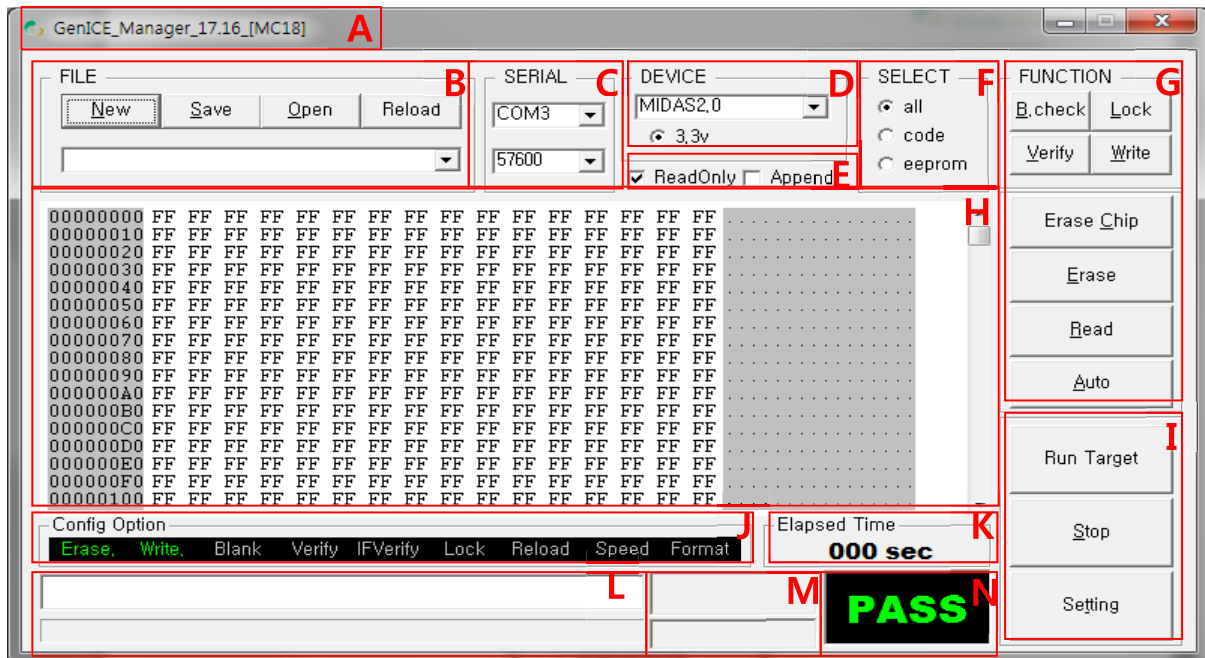 GenICE_Manager_17.16_[MC18] A
FILE B SERIAL C DEVICE D SELECT F FUNCTION G
New Save Open Reload COM3 MIDAS2,0 all B.check Lock
3,3v code
57600 eeprom Verify Write
ReadOnly Append E
H
00000000 FF FF FF FF FF FF FF FF FF FF FF FF FF FF FF FF ................
00000010 FF FF FF FF FF FF FF FF FF FF FF FF FF FF FF FF ................
00000020 FF FF FF FF FF FF FF FF FF FF FF FF FF FF FF FF ................
00000030 FF FF FF FF FF FF FF FF FF FF FF FF FF FF FF FF ................
00000040 FF FF FF FF FF FF FF FF FF FF FF FF FF FF FF FF ................
00000050 FF FF FF FF FF FF FF FF FF FF FF FF FF FF FF FF ................
00000060 FF FF FF FF FF FF FF FF FF FF FF FF FF FF FF FF ................
00000070 FF FF FF FF FF FF FF FF FF FF FF FF FF FF FF FF ................
00000080 FF FF FF FF FF FF FF FF FF FF FF FF FF FF FF FF ................
00000090 FF FF FF FF FF FF FF FF FF FF FF FF FF FF FF FF ................
000000A0 FF FF FF FF FF FF FF FF FF FF FF FF FF FF FF FF ................
000000B0 FF FF FF FF FF FF FF FF FF FF FF FF FF FF FF FF ................
000000C0 FF FF FF FF FF FF FF FF FF FF FF FF FF FF FF FF ................
000000D0 FF FF FF FF FF FF FF FF FF FF FF FF FF FF FF FF ................
000000E0 FF FF FF FF FF FF FF FF FF FF FF FF FF FF FF FF ................
000000F0 FF FF FF FF FF FF FF FF FF FF FF FF FF FF FF FF ................
00000100 FF FF FF FF FF FF FF FF FF FF FF FF FF FF FF FF ................
Erase Chip
Erase
Read
Auto
I
Run Target
Stop
Setting
Config Option J Elapsed Time K
Erase, Write, Blank Verify IFVerify Lock Reload Speed Format 000 sec
L M PASS N